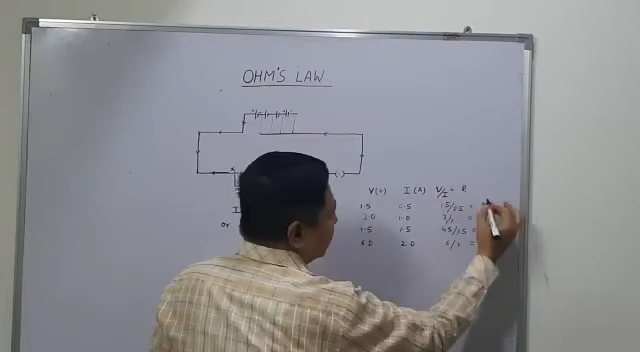 OHM'S LAW
V(v) I (A) V/I = R
1.5 0.5 1.5/0.5 =
3.0 1.0 3/1 =
4.5 1.5 4.5/1.5 =
6.0 2.0 6/2 =
I
or